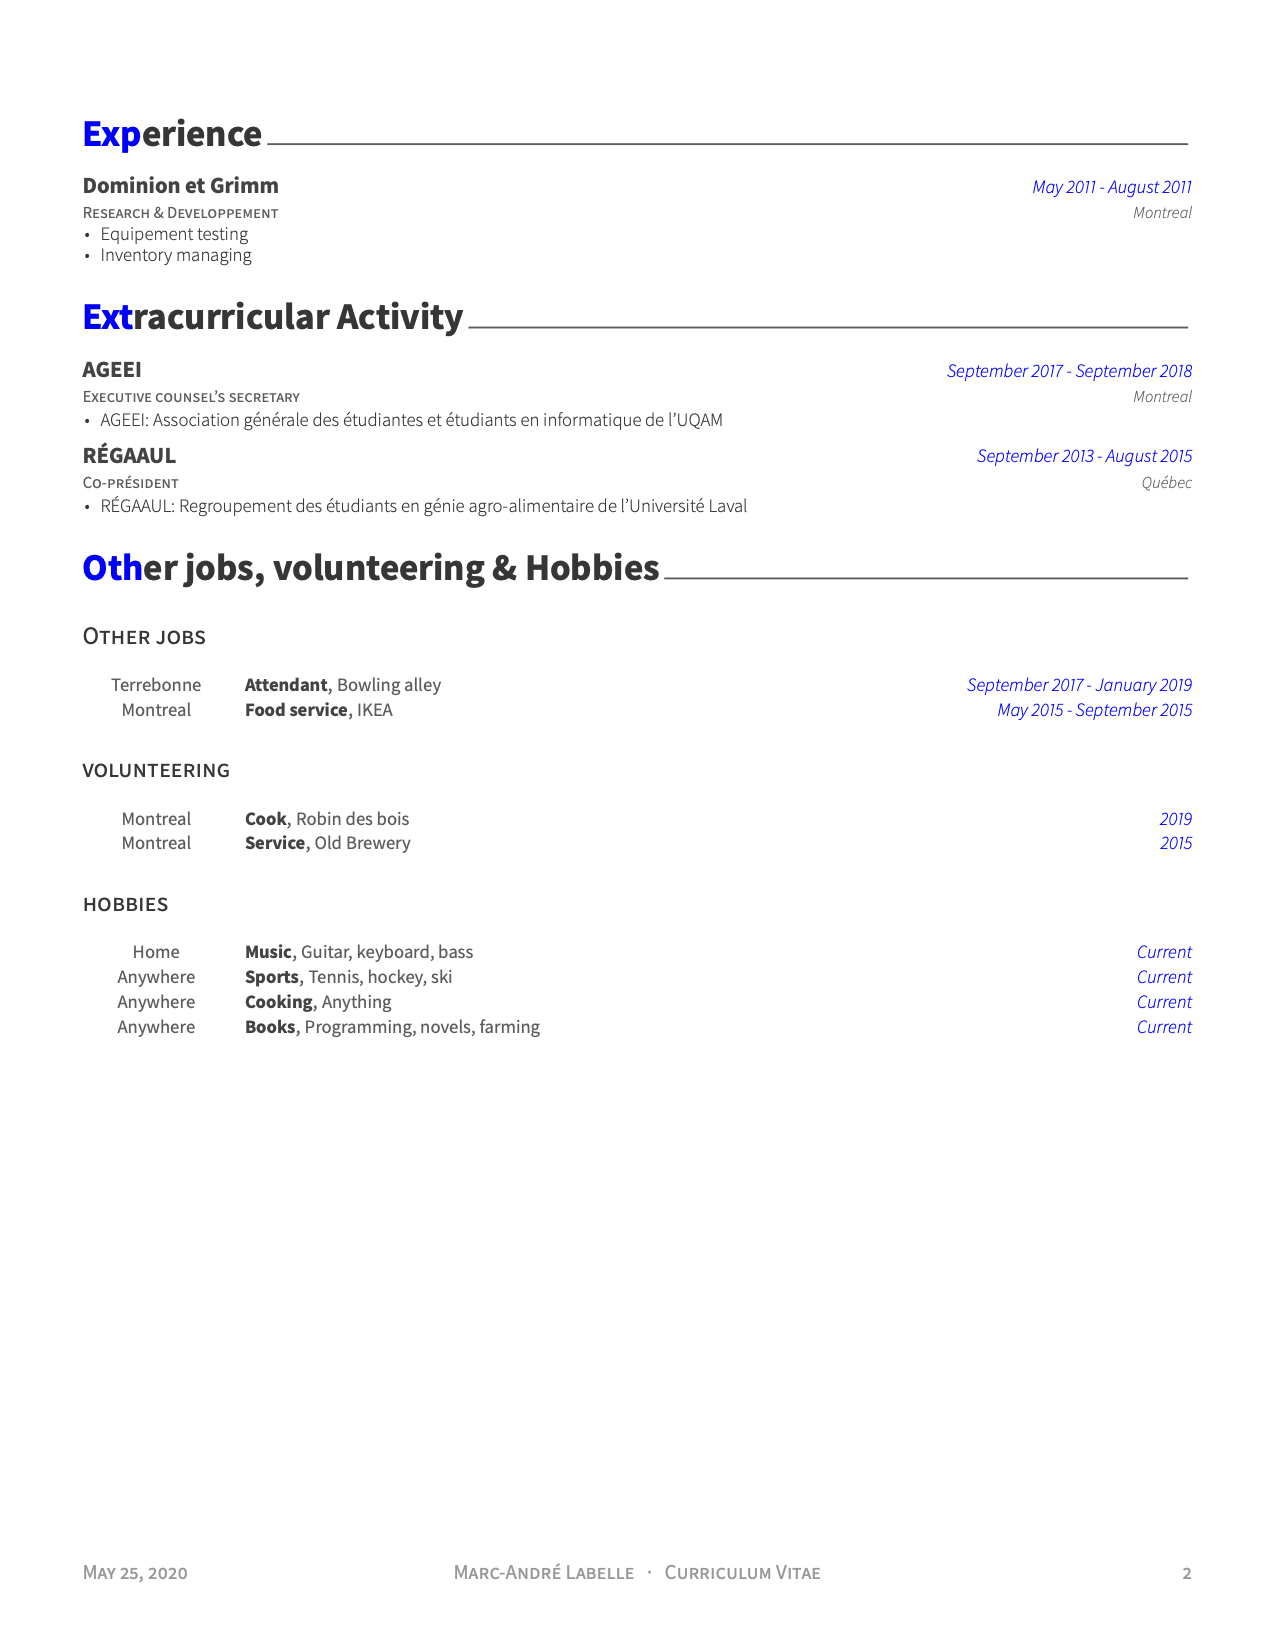 Experience
Dominion et Grimm May 2011 - August 2011
Research & Developpement Montreal
• Equipement testing
• Inventory managing
Extracurricular Activity
AGEEI September 2017 - September 2018
Executive counsel’s secretary Montreal
• AGEEI: Association générale des étudiantes et étudiants en informatique de l’UQAM
RÉGAAUL September 2013 - August 2015
Co-président Québec
• RÉGAAUL: Regroupement des étudiants en génie agro-alimentaire de l’Université Laval
Other jobs, volunteering & Hobbies
Other jobs
Terrebonne Attendant, Bowling alley September 2017 - January 2019
Montreal Food service, IKEA May 2015 - September 2015
volunteering
Montreal Cook, Robin des bois 2019
Montreal Service, Old Brewery 2015
hobbies
Home Music, Guitar, keyboard, bass Current
Anywhere Sports, Tennis, hockey, ski Current
Anywhere Cooking, Anything Current
Anywhere Books, Programming, novels, farming Current
May 25, 2020 Marc-André Labelle · Curriculum Vitae 2